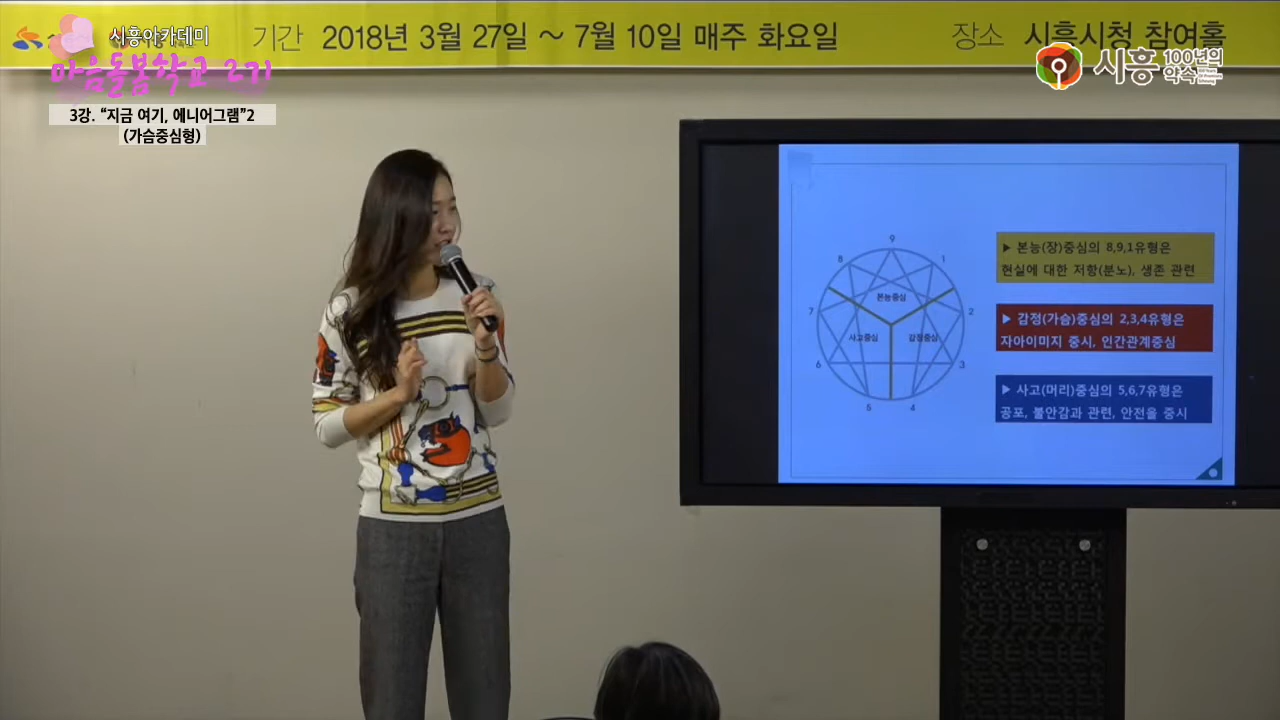 시흥아카데미
기간 2018년 3월 27일 ~ 7월 10일 매주 화요일
장소 시흥시청 참여홀
마음돌봄학교 2기
시흥 100년의
약속
3강. “지금 여기, 에니어그램”2
(가슴중심형)
9
8
1
본능중심
7
2
사고중심
감정중심
6
3
5
4
▶ 본능(장)중심의 8,9,1유형은
현실에 대한 저항(분노), 생존 관련
▶ 감정(가슴)중심의 2,3,4유형은
자아이미지 중시, 인간관계중심
▶ 사고(머리)중심의 5,6,7유형은
공포, 불안감과 관련, 안전을 중시